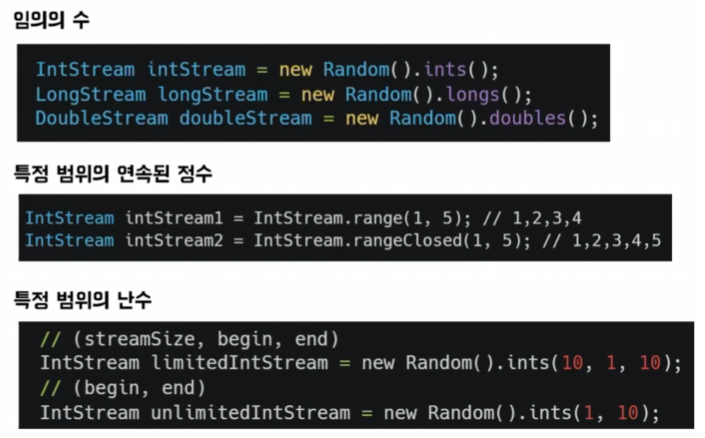 임의의 수
IntStream intStream = new Random().ints();
LongStream longStream = new Random().longs();
DoubleStream doubleStream = new Random().doubles();
특정 범위의 연속된 정수
IntStream intStream1 = IntStream.range(1, 5); // 1,2,3,4
IntStream intStream2 = IntStream.rangeClosed(1, 5); // 1,2,3,4,5
특정 범위의 난수
// (streamSize, begin, end)
IntStream limitedIntStream = new Random().ints(10, 1, 10);
// (begin, end)
IntStream unlimitedIntStream = new Random().ints(1, 10);